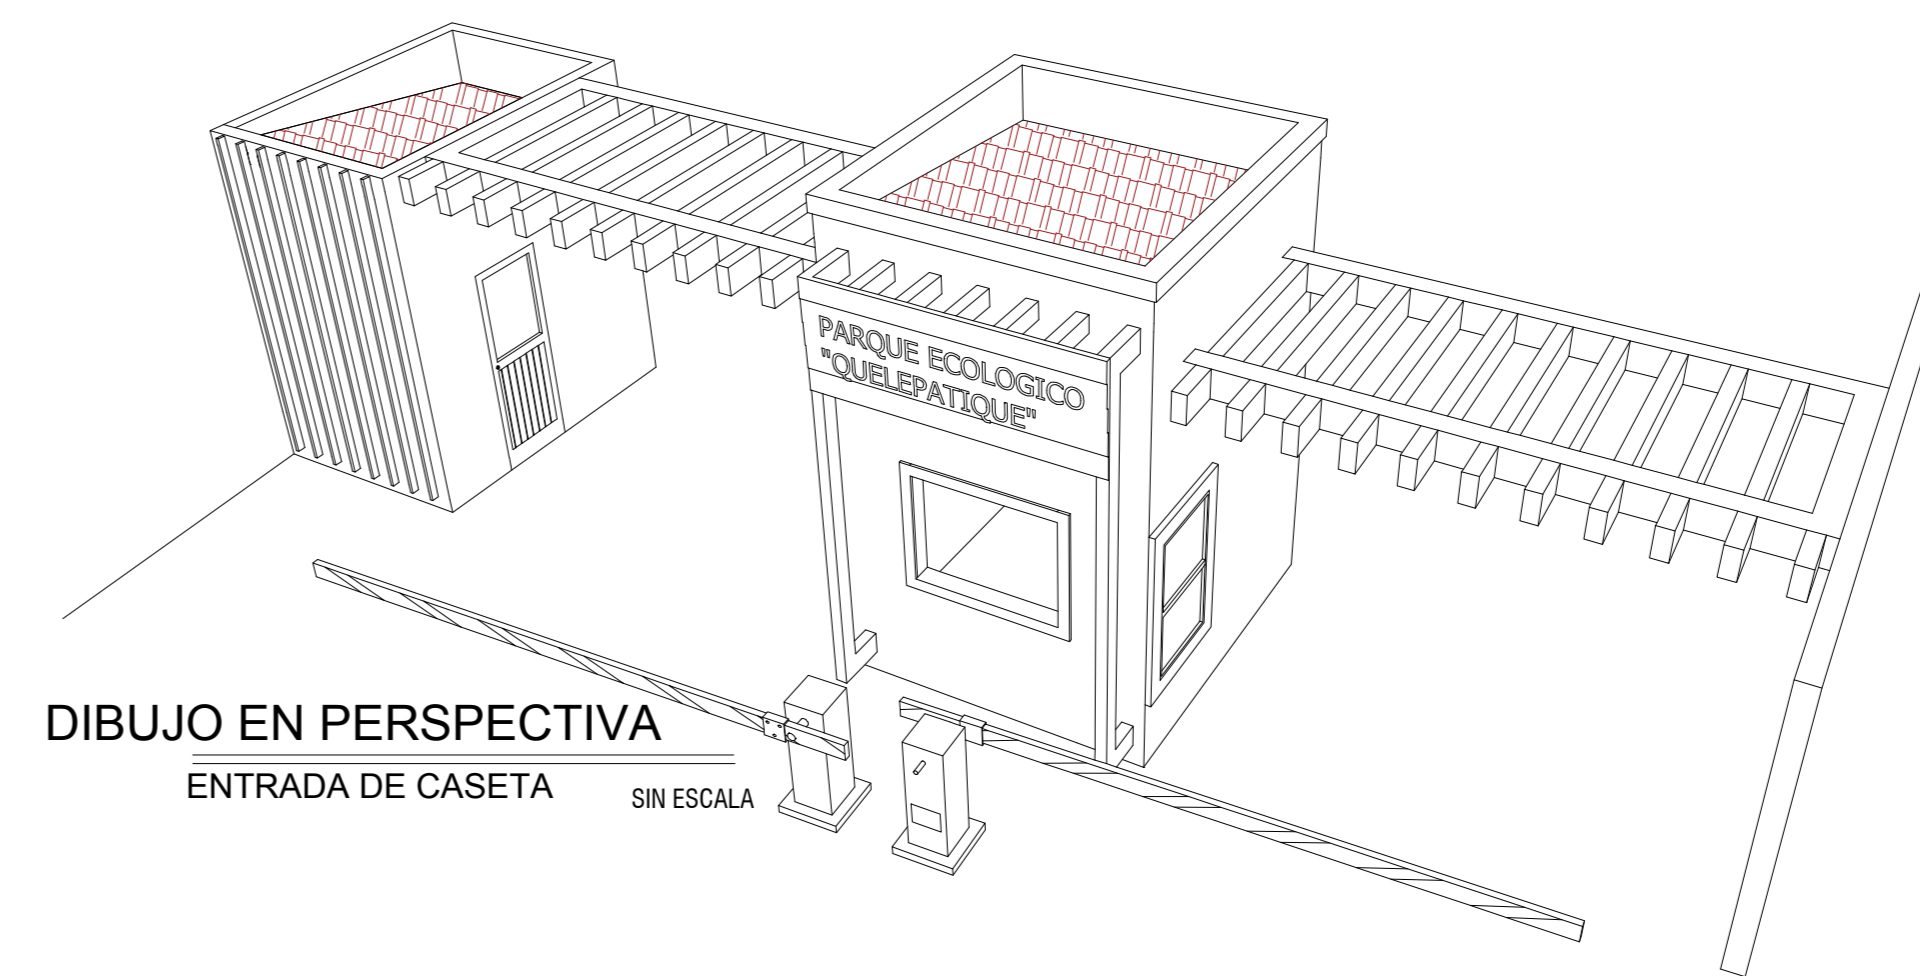 PARQUE ECOLOGICO
"QUELEPATIQUE"
DIBUJO EN PERSPECTIVA
ENTRADA DE CASETA
SIN ESCALA